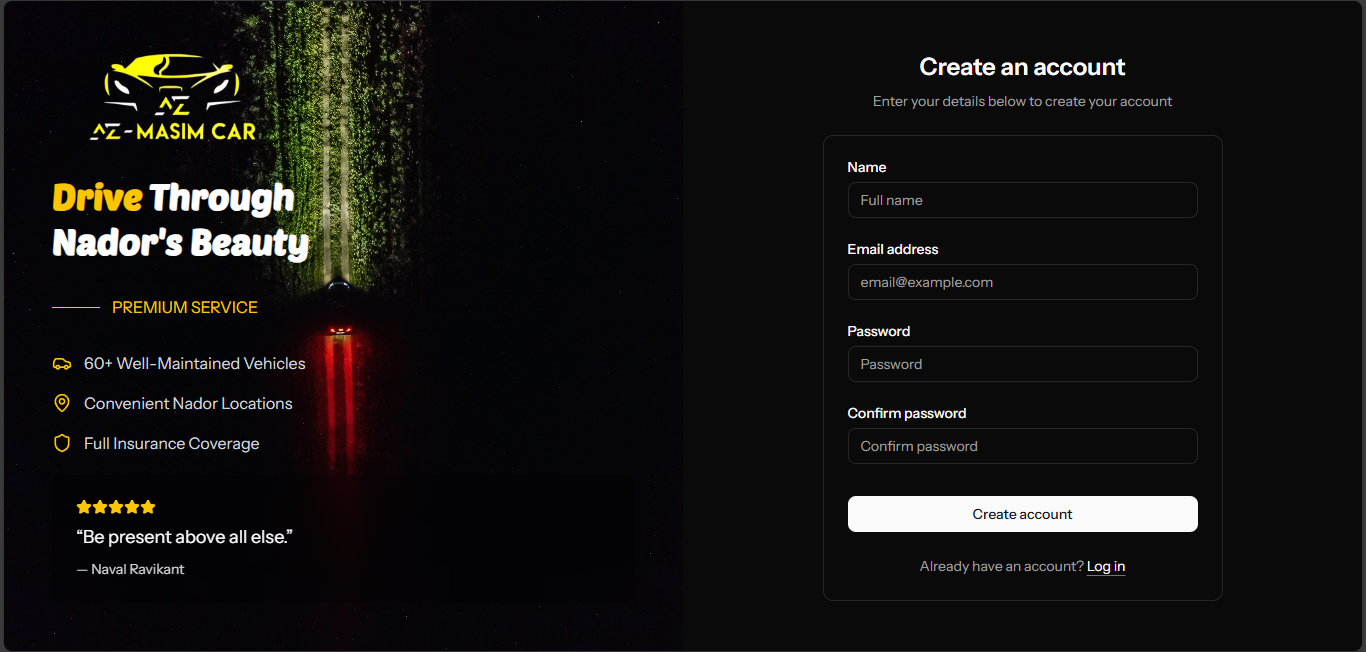 AZ
AZ-MASIM CAR
Drive Through
Nador's Beauty
PREMIUM SERVICE
60+ Well-Maintained Vehicles
Convenient Nador Locations
Full Insurance Coverage
“Be present above all else.”
— Naval Ravikant
Create an account
Enter your details below to create your account
Name
Full name
Email address
email@example.com
Password
Password
Confirm password
Confirm password
Create account
Already have an account? Log in